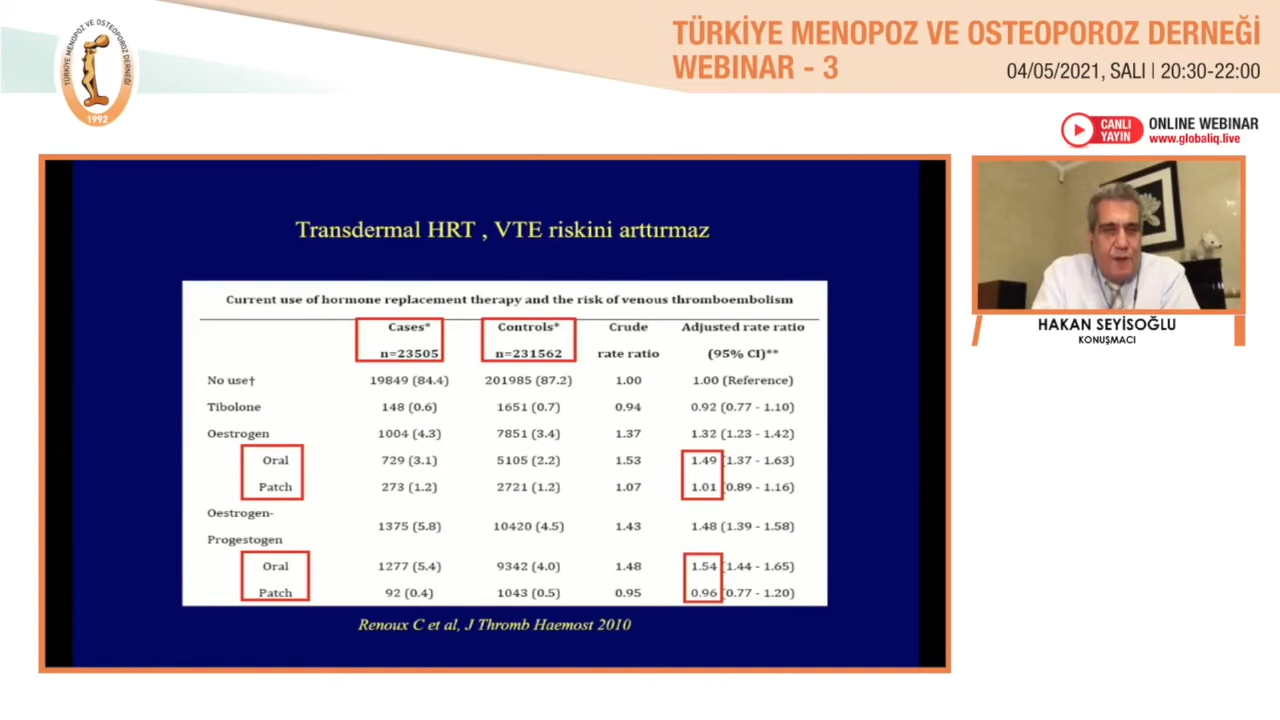 TÜRKİYE MENOPOZ VE OSTEOPOROZ DERNEĞİ
1992
TÜRKİYE MENOPOZ VE OSTEOPOROZ DERNEĞİ
WEBINAR - 3
04/05/2021, SALI | 20:30-22:00
CANLI
YAYIN
ONLINE WEBINAR
www.globaliq.live
Transdermal HRT , VTE riskini arttırmaz
Current use of hormone replacement therapy and the risk of venous thromboembolism
Cases* Controls* Crude Adjusted rate ratio
n=23505 n=231562 rate ratio (95% CI)**
No use† 19849 (84.4) 201985 (87.2) 1.00 1.00 (Reference)
Tibolone 148 (0.6) 1651 (0.7) 0.94 0.92 (0.77 - 1.10)
Oestrogen 1004 (4.3) 7851 (3.4) 1.37 1.32 (1.23 - 1.42)
Oral 729 (3.1) 5105 (2.2) 1.53 1.49 (1.37 - 1.63)
Patch 273 (1.2) 2721 (1.2) 1.07 1.01 (0.89 - 1.16)
Oestrogen-
Progestogen 1375 (5.8) 10420 (4.5) 1.43 1.48 (1.39 - 1.58)
Oral 1277 (5.4) 9342 (4.0) 1.48 1.54 (1.44 - 1.65)
Patch 92 (0.4) 1043 (0.5) 0.95 0.96 (0.77 - 1.20)
Renoux C et al, J Thromb Haemost 2010
HAKAN SEYİSOĞLU
KONUŞMACI